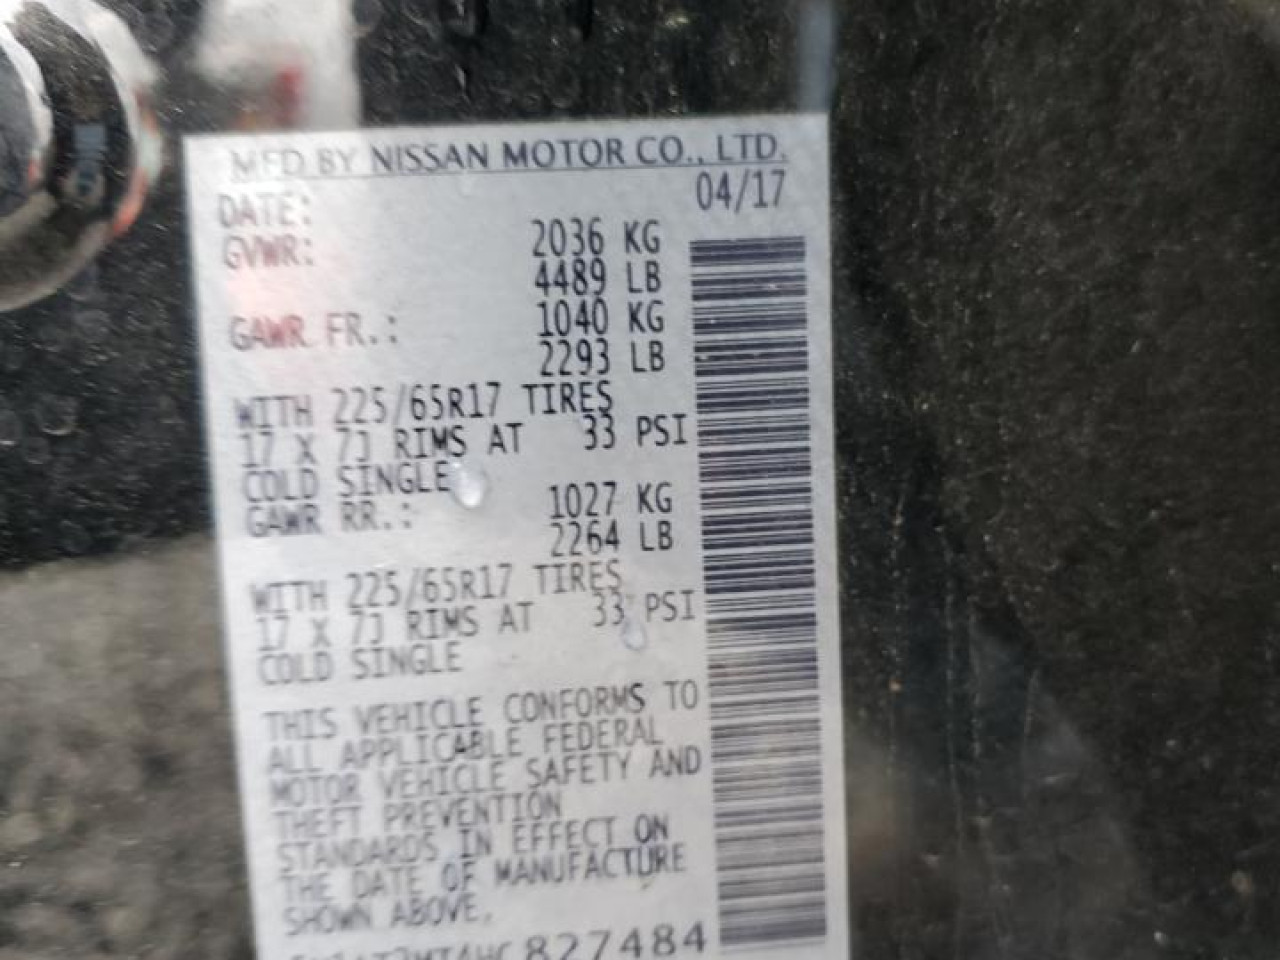 MFD BY NISSAN MOTOR CO., LTD.
DATE: 04/17
GVWR: 2036 KG
4489 LB
GAWR FR.: 1040 KG
2293 LB
WITH 225/65R17 TIRES
17 X 7J RIMS AT 33 PSI
COLD SINGLE
GAWR RR.: 1027 KG
2264 LB
WITH 225/65R17 TIRES
17 X 7J RIMS AT 33 PSI
COLD SINGLE
THIS VEHICLE CONFORMS TO
ALL APPLICABLE FEDERAL
MOTOR VEHICLE SAFETY AND
THEFT PREVENTION
STANDARDS IN EFFECT ON
THE DATE OF MANUFACTURE
SHOWN ABOVE.
827484